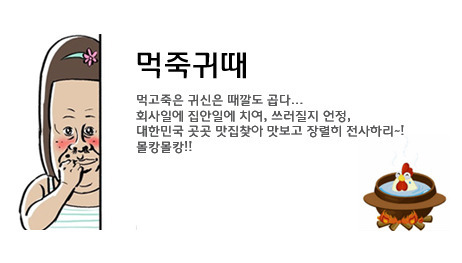 먹죽귀때
먹고죽은 귀신은 때깔도 곱다...
회사일에 집안일에 치여, 쓰러질지 언정,
대한민국 곳곳 맛집찾아 맛보고 장렬히 전사하리~!
몰캉몰캉!!